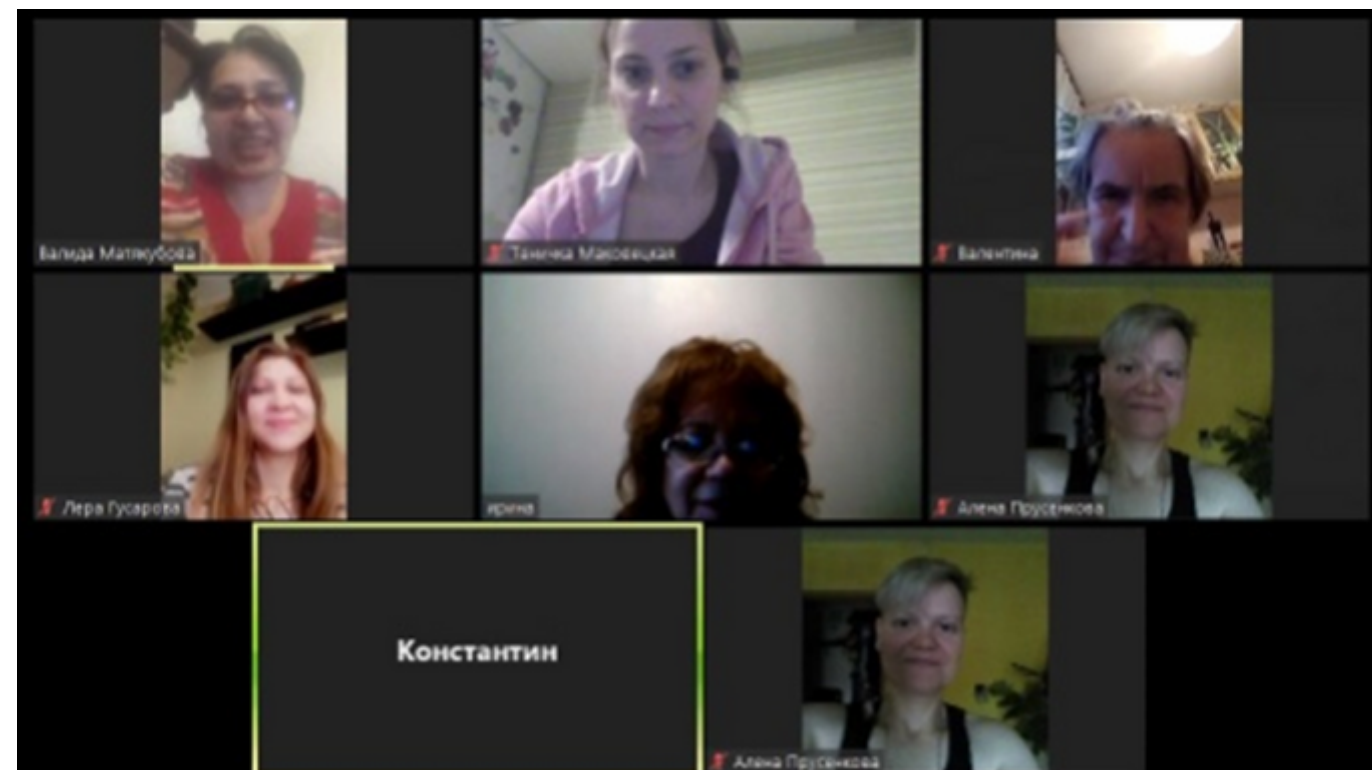 Валида Матякубова
Таничка Маковецкая
Валентина
Лера Гусарова
ирина
Алена Прусенкова
Константин
Алена Прусенкова